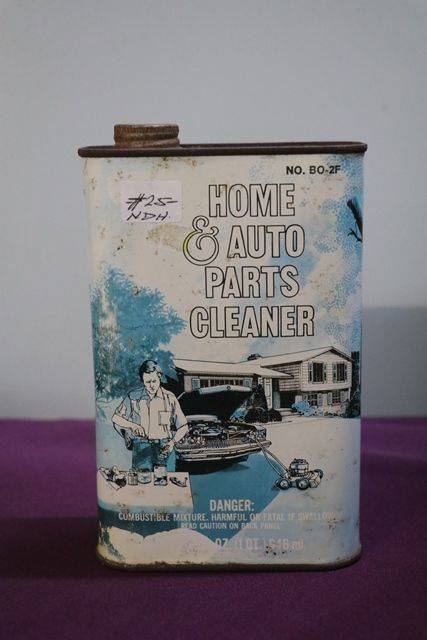 NO. BO-2F
#25-
NDH.
HOME
& AUTO
PARTS
CLEANER
DANGER:
COMBUSTIBLE MIXTURE. HARMFUL OR FATAL IF SWALLOWED
READ CAUTION ON BACK PANEL
OZ. (1 QT.) 946 ml